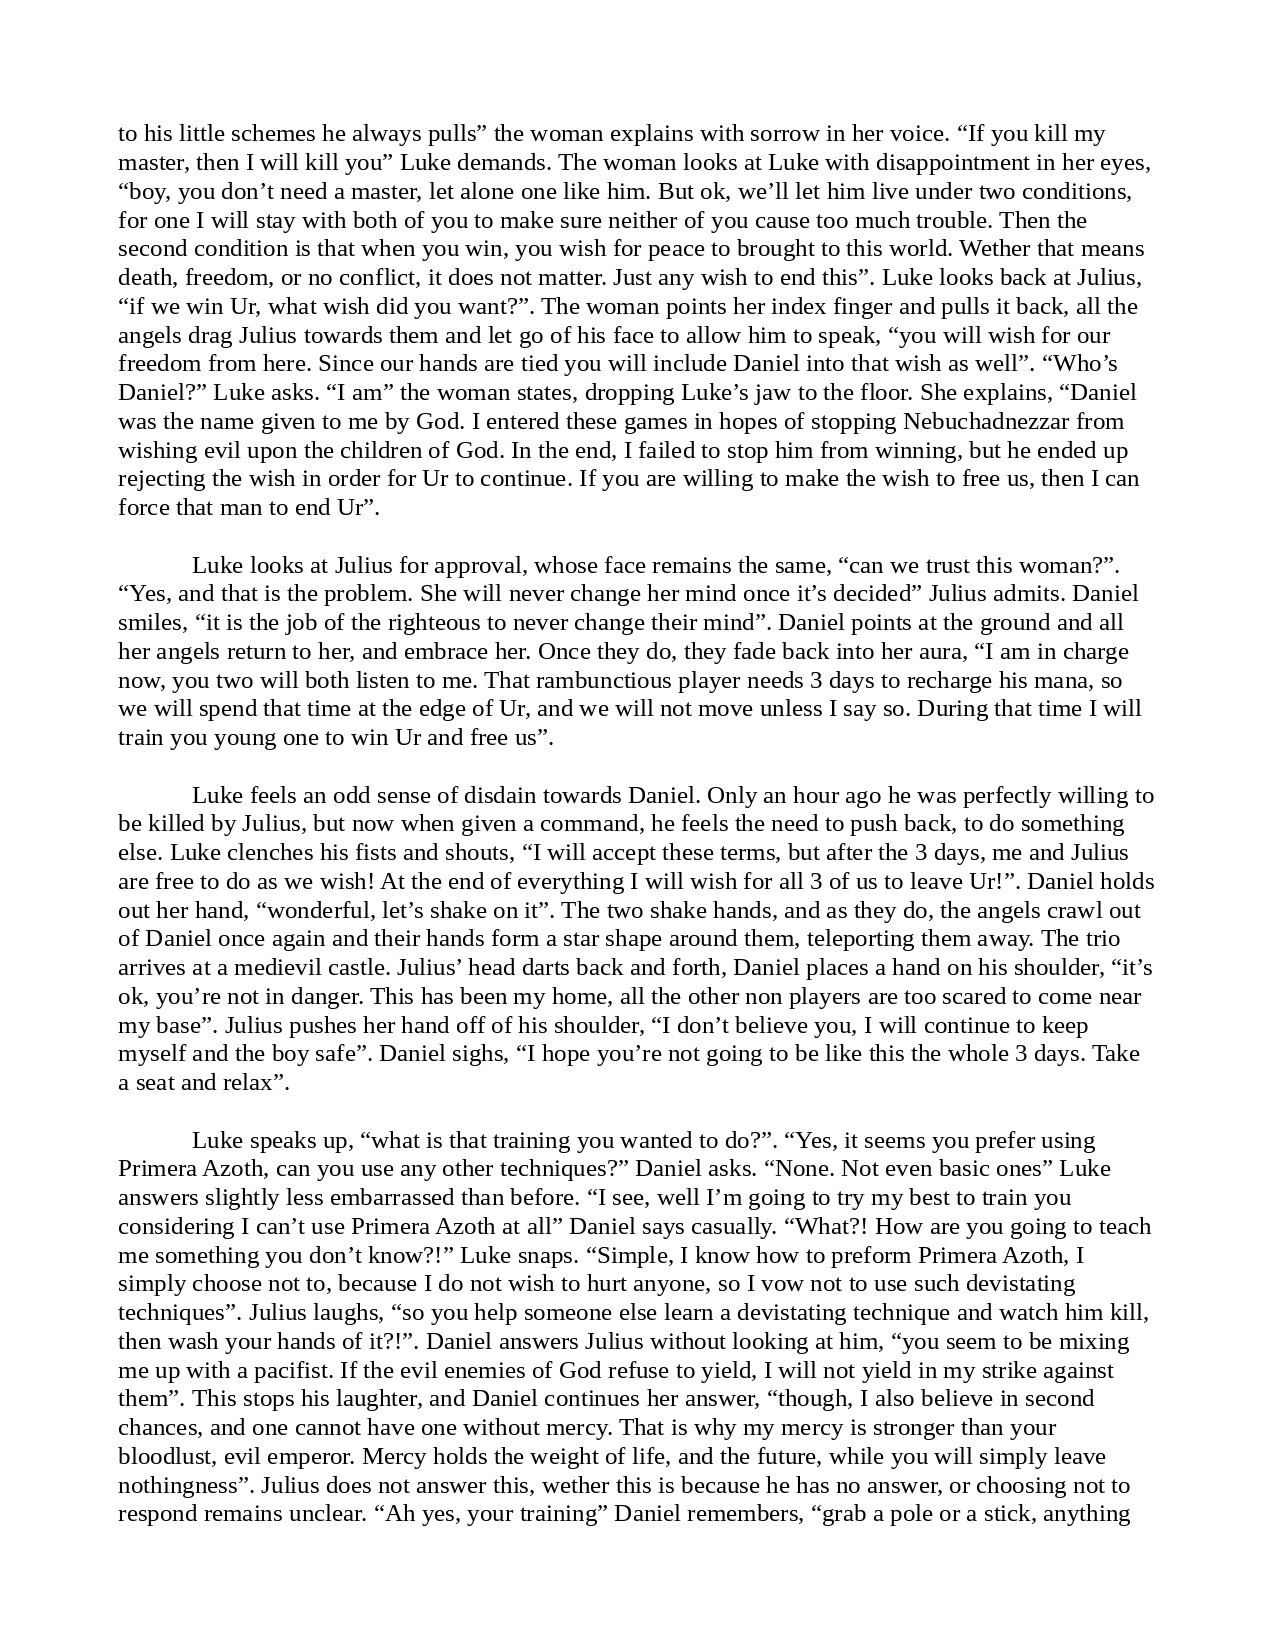 to his little schemes he always pulls” the woman explains with sorrow in her voice. “If you kill my
master, then I will kill you” Luke demands. The woman looks at Luke with disappointment in her eyes,
“boy, you don’t need a master, let alone one like him. But ok, we’ll let him live under two conditions,
for one I will stay with both of you to make sure neither of you cause too much trouble. Then the
second condition is that when you win, you wish for peace to brought to this world. Wether that means
death, freedom, or no conflict, it does not matter. Just any wish to end this”. Luke looks back at Julius,
“if we win Ur, what wish did you want?”. The woman points her index finger and pulls it back, all the
angels drag Julius towards them and let go of his face to allow him to speak, “you will wish for our
freedom from here. Since our hands are tied you will include Daniel into that wish as well”. “Who’s
Daniel?” Luke asks. “I am” the woman states, dropping Luke’s jaw to the floor. She explains, “Daniel
was the name given to me by God. I entered these games in hopes of stopping Nebuchadnezzar from
wishing evil upon the children of God. In the end, I failed to stop him from winning, but he ended up
rejecting the wish in order for Ur to continue. If you are willing to make the wish to free us, then I can
force that man to end Ur”.
Luke looks at Julius for approval, whose face remains the same, “can we trust this woman?”.
“Yes, and that is the problem. She will never change her mind once it’s decided” Julius admits. Daniel
smiles, “it is the job of the righteous to never change their mind”. Daniel points at the ground and all
her angels return to her, and embrace her. Once they do, they fade back into her aura, “I am in charge
now, you two will both listen to me. That rambunctious player needs 3 days to recharge his mana, so
we will spend that time at the edge of Ur, and we will not move unless I say so. During that time I will
train you young one to win Ur and free us”.
Luke feels an odd sense of disdain towards Daniel. Only an hour ago he was perfectly willing to
be killed by Julius, but now when given a command, he feels the need to push back, to do something
else. Luke clenches his fists and shouts, “I will accept these terms, but after the 3 days, me and Julius
are free to do as we wish! At the end of everything I will wish for all 3 of us to leave Ur!”. Daniel holds
out her hand, “wonderful, let’s shake on it”. The two shake hands, and as they do, the angels crawl out
of Daniel once again and their hands form a star shape around them, teleporting them away. The trio
arrives at a medievil castle. Julius’ head darts back and forth, Daniel places a hand on his shoulder, “it’s
ok, you’re not in danger. This has been my home, all the other non players are too scared to come near
my base”. Julius pushes her hand off of his shoulder, “I don’t believe you, I will continue to keep
myself and the boy safe”. Daniel sighs, “I hope you’re not going to be like this the whole 3 days. Take
a seat and relax”.
Luke speaks up, “what is that training you wanted to do?”. “Yes, it seems you prefer using
Primera Azoth, can you use any other techniques?” Daniel asks. “None. Not even basic ones” Luke
answers slightly less embarrassed than before. “I see, well I’m going to try my best to train you
considering I can’t use Primera Azoth at all” Daniel says casually. “What?! How are you going to teach
me something you don’t know?!” Luke snaps. “Simple, I know how to preform Primera Azoth, I
simply choose not to, because I do not wish to hurt anyone, so I vow not to use such devistating
techniques”. Julius laughs, “so you help someone else learn a devistating technique and watch him kill,
then wash your hands of it?!”. Daniel answers Julius without looking at him, “you seem to be mixing
me up with a pacifist. If the evil enemies of God refuse to yield, I will not yield in my strike against
them”. This stops his laughter, and Daniel continues her answer, “though, I also believe in second
chances, and one cannot have one without mercy. That is why my mercy is stronger than your
bloodlust, evil emperor. Mercy holds the weight of life, and the future, while you will simply leave
nothingness”. Julius does not answer this, wether this is because he has no answer, or choosing not to
respond remains unclear. “Ah yes, your training” Daniel remembers, “grab a pole or a stick, anything